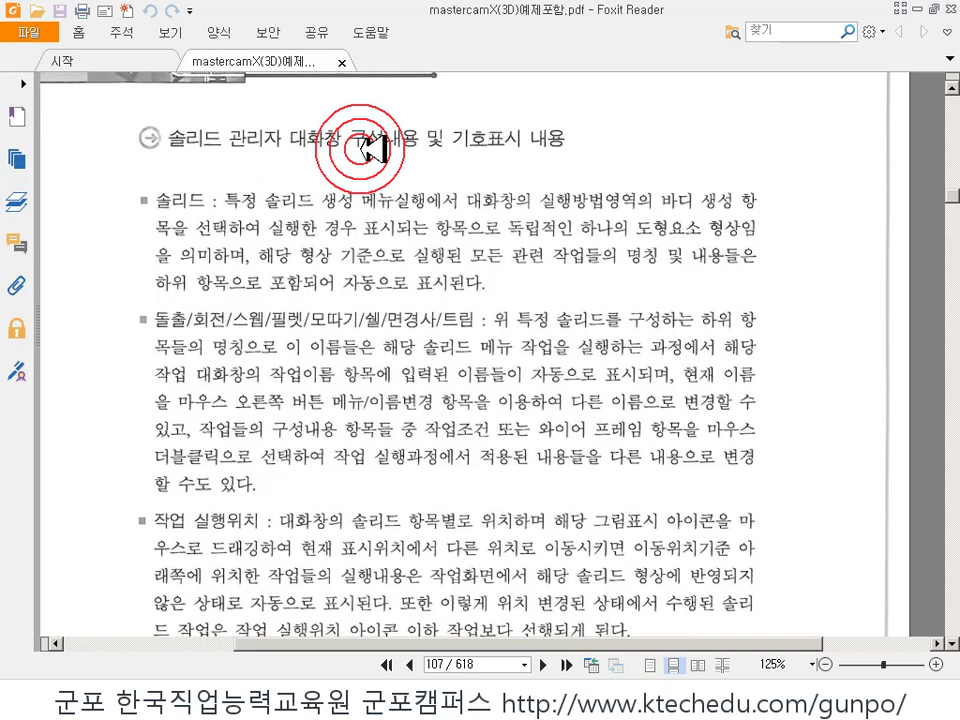 mastercamX(3D)예제포함.pdf - Foxit Reader
파일 홈 주석 보기 양식 보안 공유 도움말 찾기
시작 mastercamX(3D)예제...
솔리드 관리자 대화창 구성내용 및 기호표시 내용
솔리드 : 특정 솔리드 생성 메뉴실행에서 대화창의 실행방법영역의 바디 생성 항
목을 선택하여 실행한 경우 표시되는 항목으로 독립적인 하나의 도형요소 형상임
을 의미하며, 해당 형상 기준으로 실행된 모든 관련 작업들의 명칭 및 내용들은
하위 항목으로 포함되어 자동으로 표시된다.
돌출/회전/스웹/필렛/모따기/쉘/면경사/트림 : 위 특정 솔리드를 구성하는 하위 항
목들의 명칭으로 이 이름들은 해당 솔리드 메뉴 작업을 실행하는 과정에서 해당
작업 대화창의 작업이름 항목에 입력된 이름들이 자동으로 표시되며, 현재 이름
을 마우스 오른쪽 버튼 메뉴/이름변경 항목을 이용하여 다른 이름으로 변경할 수
있고, 작업들의 구성내용 항목들 중 작업조건 또는 와이어 프레임 항목을 마우스
더블클릭으로 선택하여 작업 실행과정에서 적용된 내용들을 다른 내용으로 변경
할 수도 있다.
작업 실행위치 : 대화창의 솔리드 항목별로 위치하며 해당 그림표시 아이콘을 마
우스로 드래깅하여 현재 표시위치에서 다른 위치로 이동시키면 이동위치기준 아
래쪽에 위치한 작업들의 실행내용은 작업화면에서 해당 솔리드 형상에 반영되지
않은 상태로 자동으로 표시된다. 또한 이렇게 위치 변경된 상태에서 수행된 솔리
드 작업은 작업 실행위치 아이콘 이하 작업보다 선행되게 된다.
107 / 618 125%
군포 한국직업능력교육원 군포캠퍼스 http://www.ktechedu.com/gunpo/